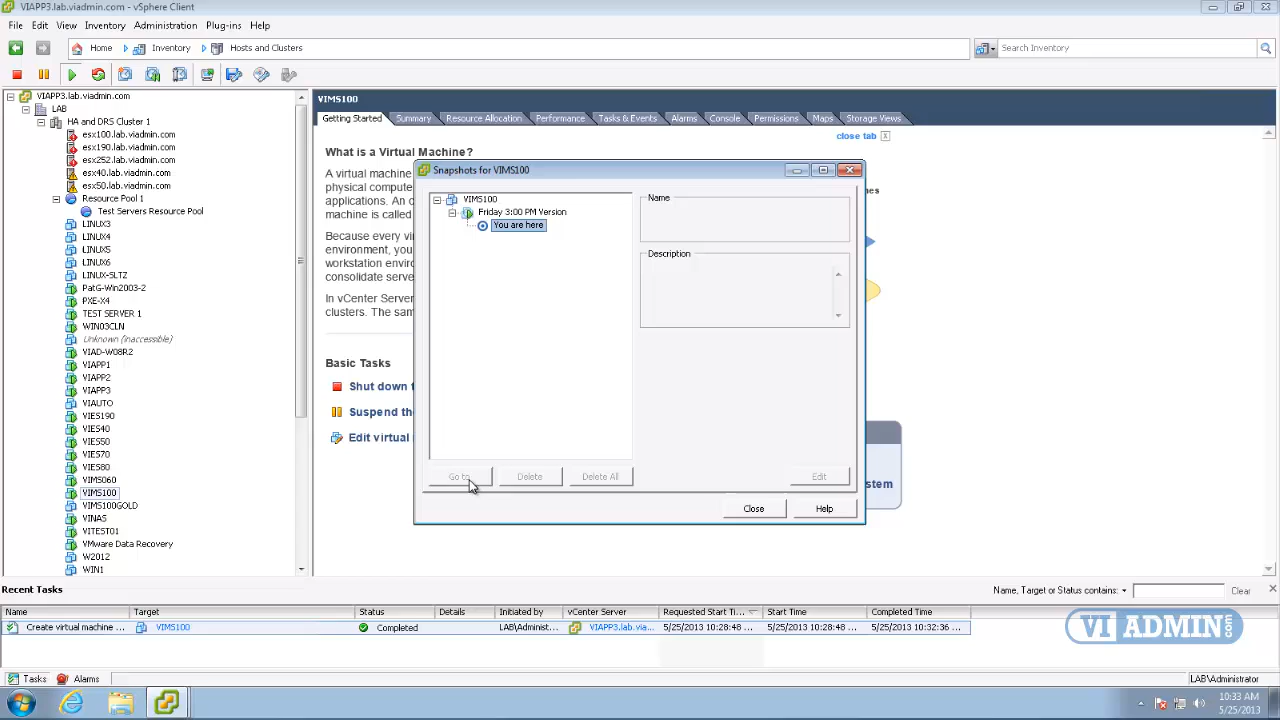 VIAPP3.lab.viadmin.com - vSphere Client
File Edit View Inventory Administration Plug-ins Help
Home Inventory Hosts and Clusters Search Inventory
VIAPP3.lab.viadmin.com
LAB
HA and DRS Cluster 1
esx100.lab.viadmin.com
esx190.lab.viadmin.com
esx252.lab.viadmin.com
esx40.lab.viadmin.com
esx50.lab.viadmin.com
Resource Pool 1
Test Servers Resource Pool
LINUX3
LINUX4
LINUX5
LINUX6
LINUX-SLTZ
PatG-Win2003-2
PXE-X4
TEST SERVER 1
WIN03CLN
Unknown (inaccessible)
VIAD-W08R2
VIAPP1
VIAPP2
VIAPP3
VIAUTO
VIES190
VIES40
VIES50
VIES70
VIES80
VIMS060
VIMS100
VIMS100GOLD
VINAS
VITEST01
VMware Data Recovery
W2012
WIN1
VIMS100
Getting Started Summary Resource Allocation Performance Tasks & Events Alarms Console Permissions Maps Storage Views
close tab X
What is a Virtual Machine?
A virtual machine
physical compute
applications. An o
machine is called
Because every vi
environment, you
workstation envir
consolidate serve
In vCenter Server
clusters. The sam
Basic Tasks
Shut down t
Suspend the
Edit virtual
nes
stem
Snapshots for VIMS100
VIMS100
Friday 3:00 PM Version
You are here
Name
Description
Go to Delete Delete All Edit
Close Help
Recent Tasks Name, Target or Status contains: Clear
Name Target Status Details Initiated by vCenter Server Requested Start Ti... Start Time Completed Time
Create virtual machine ... VIMS100 Completed LAB\Administ... VIAPP3.lab.via... 5/25/2013 10:28:48 ... 5/25/2013 10:28:48 ... 5/25/2013 10:32:36 ...
VI ADMIN.com
Tasks Alarms LAB\Administrator
10:33 AM
5/25/2013